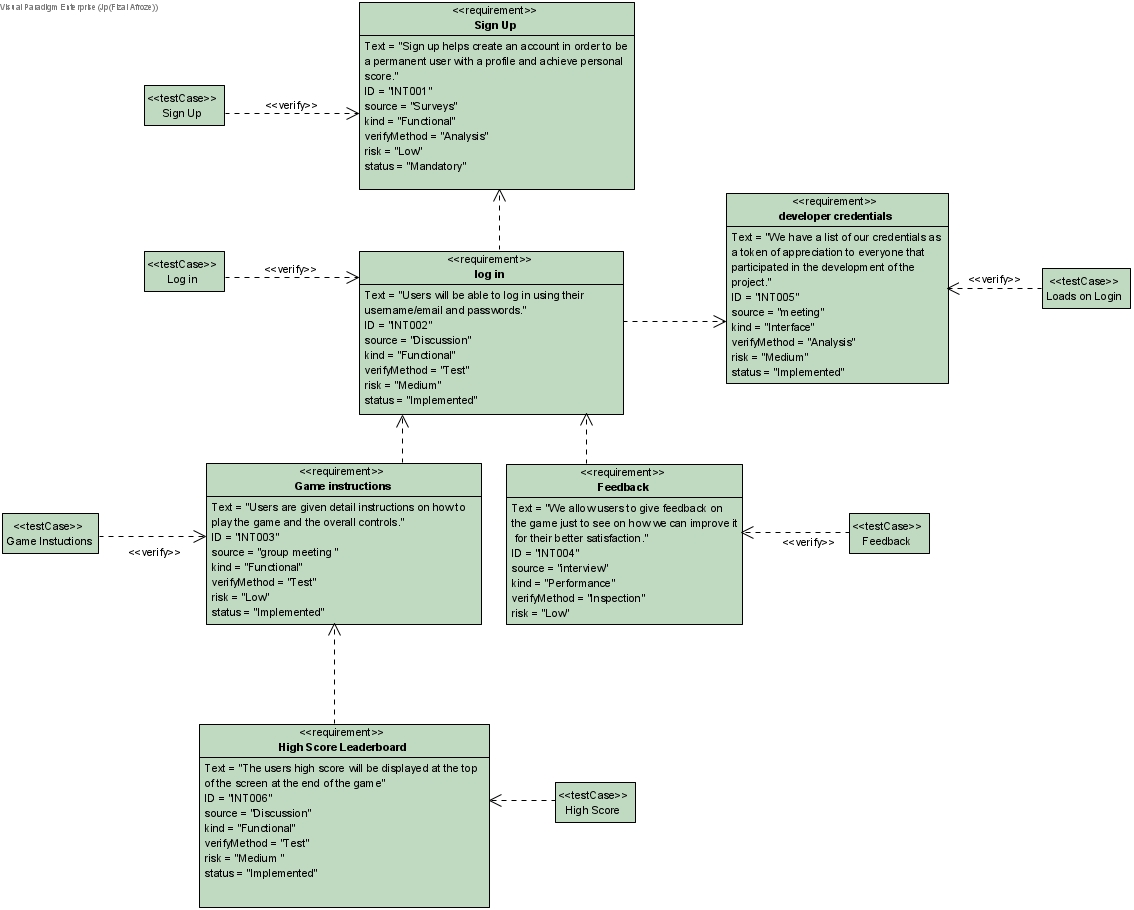 Visual Paradigm Enterprise (Jp(Fizal Afroze))
<<requirement>>
Sign Up
Text = "Sign up helps create an account in order to be
a permanent user with a profile and achieve personal
score."
ID = "INT001"
source = "Surveys"
kind = "Functional"
verifyMethod = "Analysis"
risk = "Low"
status = "Mandatory"
<<testCase>>
Sign Up
<<verify>>
<<requirement>>
developer credentials
Text = "We have a list of our credentials as
a token of appreciation to everyone that
participated in the development of the
project."
ID = "INT005"
source = "meeting"
kind = "Interface"
verifyMethod = "Analysis"
risk = "Medium"
status = "Implemented"
<<testCase>>
Log in
<<verify>>
<<requirement>>
log in
Text = "Users will be able to log in using their
username/email and passwords."
ID = "INT002"
source = "Discussion"
kind = "Functional"
verifyMethod = "Test"
risk = "Medium"
status = "Implemented"
<<verify>>
<<testCase>>
Loads on Login
<<requirement>>
Game instructions
Text = "Users are given detail instructions on how to
play the game and the overall controls."
ID = "INT003"
source = "group meeting "
kind = "Functional"
verifyMethod = "Test"
risk = "Low"
status = "Implemented"
<<testCase>>
Game Instuctions
<<verify>>
<<requirement>>
Feedback
Text = "We allow users to give feedback on
the game just to see on how we can improve it
for their better satisfaction."
ID = "INT004"
source = "interview"
kind = "Performance"
verifyMethod = "Inspection"
risk = "Low"
<<verify>>
<<testCase>>
Feedback
<<requirement>>
High Score Leaderboard
Text = "The users high score will be displayed at the top
of the screen at the end of the game"
ID = "INT006"
source = "Discussion"
kind = "Functional"
verifyMethod = "Test"
risk = "Medium "
status = "Implemented"
<<testCase>>
High Score